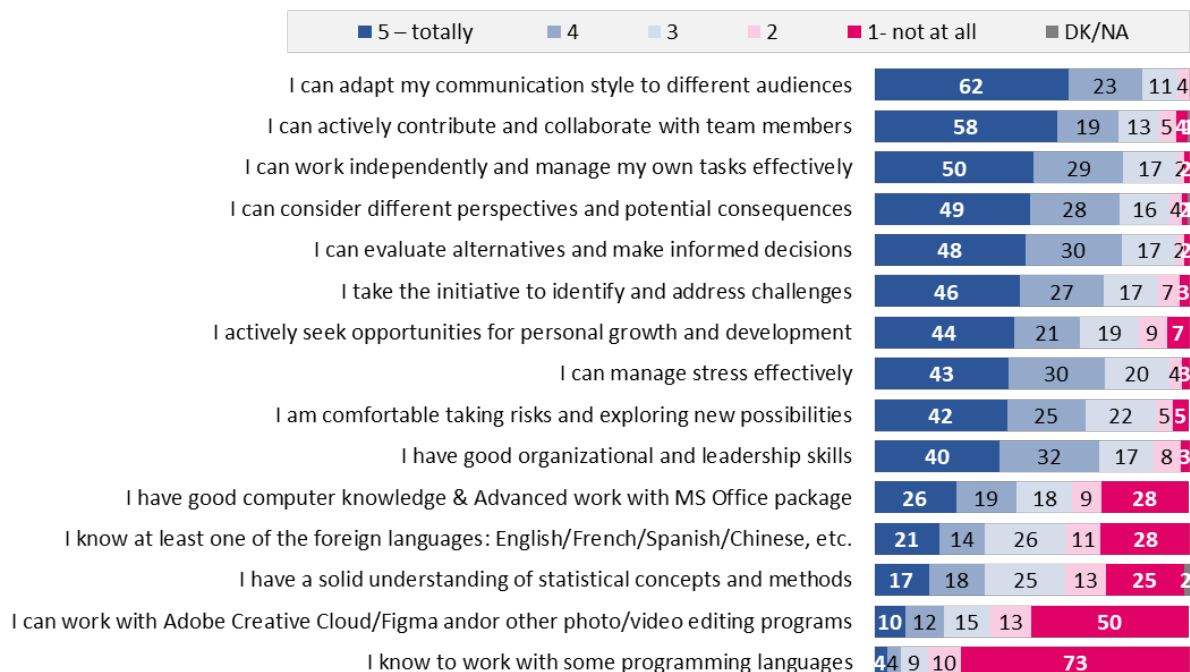 5 – totally 4 3 2 1- not at all DK/NA
I can adapt my communication style to different audiences 62 23 11 4
I can actively contribute and collaborate with team members 58 19 13 5 4
I can work independently and manage my own tasks effectively 50 29 17 2 2
I can consider different perspectives and potential consequences 49 28 16 4 2
I can evaluate alternatives and make informed decisions 48 30 17 2 2
I take the initiative to identify and address challenges 46 27 17 7 3
I actively seek opportunities for personal growth and development 44 21 19 9 7
I can manage stress effectively 43 30 20 4 3
I am comfortable taking risks and exploring new possibilities 42 25 22 5 5
I have good organizational and leadership skills 40 32 17 8 3
I have good computer knowledge & Advanced work with MS Office package 26 19 18 9 28
I know at least one of the foreign languages: English/French/Spanish/Chinese, etc. 21 14 26 11 28
I have a solid understanding of statistical concepts and methods 17 18 25 13 25 2
I can work with Adobe Creative Cloud/Figma andor other photo/video editing programs 10 12 15 13 50
I know to work with some programming languages 4 4 9 10 73